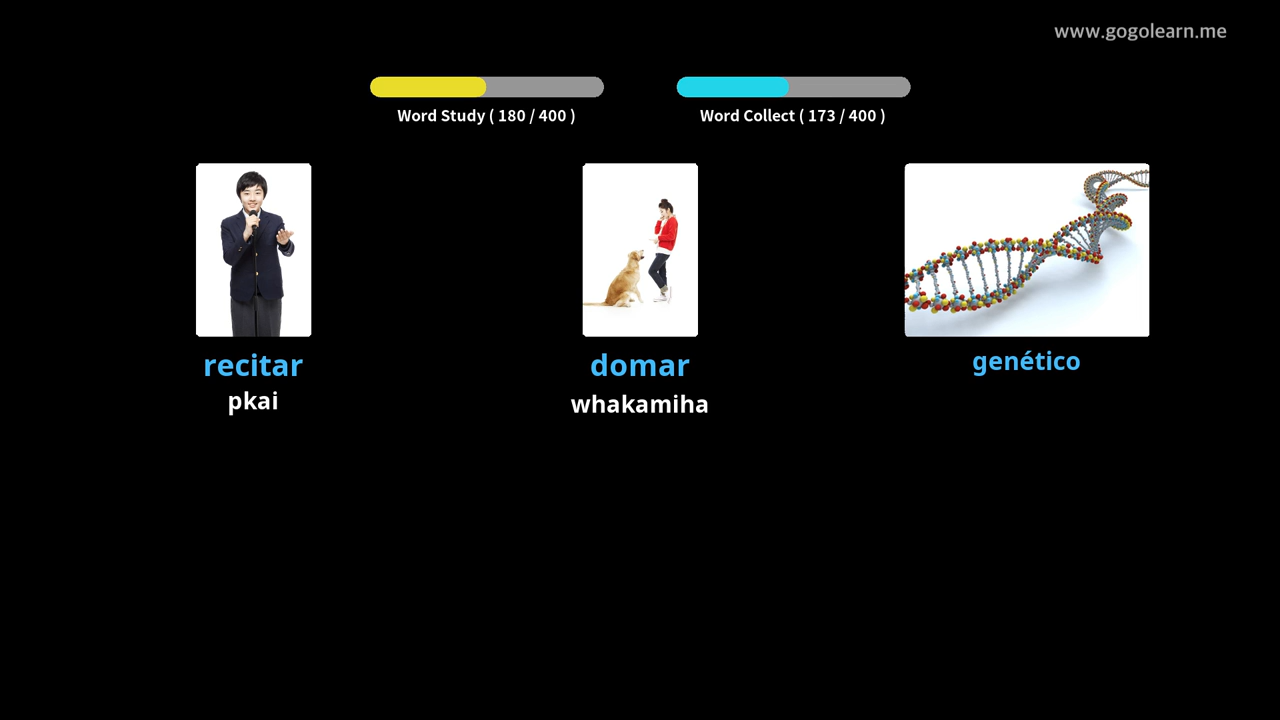 www.gogolearn.me
Word Study ( 180 / 400 )
Word Collect ( 173 / 400 )
recitar
domar
genético
pkai
whakamiha